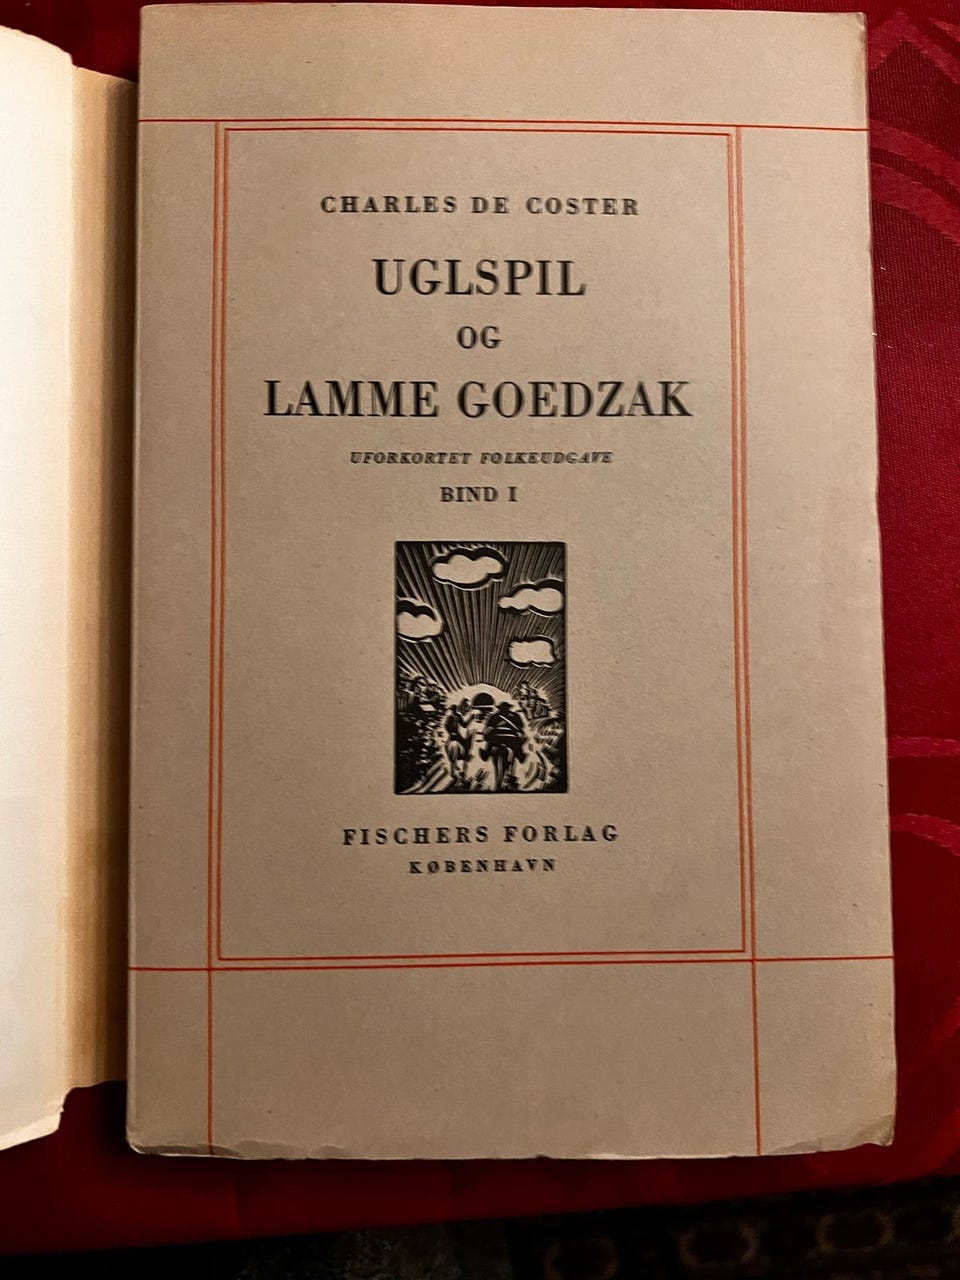 CHARLES DE COSTER
UGLSPIL
OG
LAMME GOEDZAK
UFORKORTET FOLKEUDGAVE
BIND I
FISCHERS FORLAG
KØBENHAVN